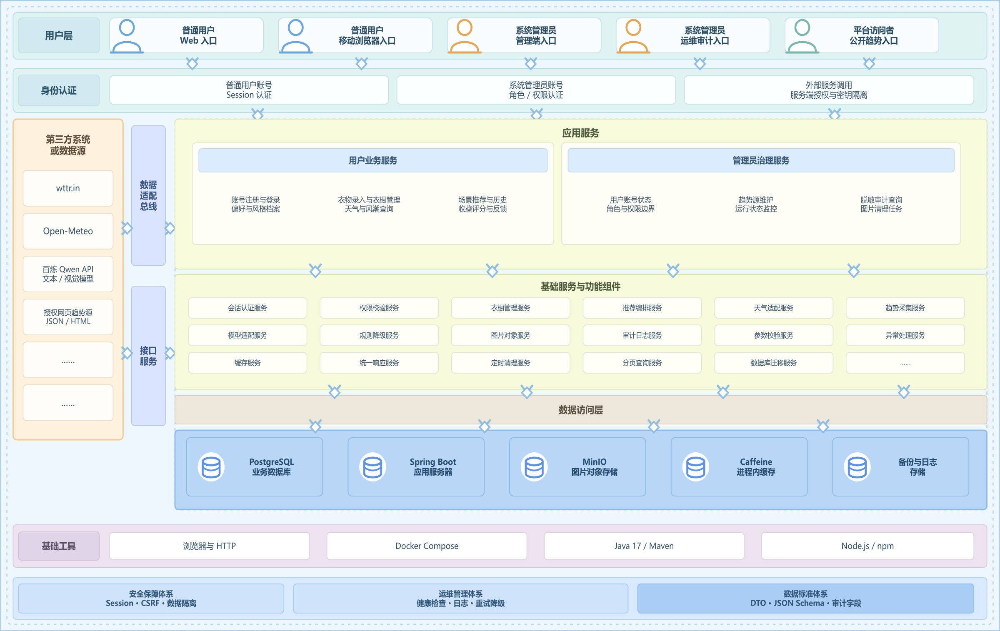 用户层
普通用户
Web 入口
普通用户
移动浏览器入口
系统管理员
管理端入口
系统管理员
运维审计入口
平台访问者
公开趋势入口
身份认证
普通用户账号
Session 认证
系统管理员账号
角色 / 权限认证
外部服务调用
服务端授权与密钥隔离
第三方系统
或数据源
wttr.in
Open-Meteo
百炼 Qwen API
文本 / 视觉模型
授权网页趋势源
JSON / HTML
......
......
数据
适配
总线
接口
服务
应用服务
用户业务服务
账号注册与登录
偏好与风格档案
衣物录入与衣橱管理
天气与风潮查询
场景推荐与历史
收藏评分与反馈
管理员治理服务
用户账号状态
角色与权限边界
趋势源维护
运行状态监控
脱敏审计查询
图片清理任务
基础服务与功能组件
会话认证服务
权限校验服务
衣橱管理服务
推荐编排服务
天气适配服务
趋势采集服务
模型适配服务
规则降级服务
图片对象服务
审计日志服务
参数校验服务
异常处理服务
缓存服务
统一响应服务
定时清理服务
分页查询服务
数据库迁移服务
......
数据访问层
PostgreSQL
业务数据库
Spring Boot
应用服务器
MinIO
图片对象存储
Caffeine
进程内缓存
备份与日志
存储
基础工具
浏览器与 HTTP
Docker Compose
Java 17 / Maven
Node.js / npm
安全保障体系
Session • CSRF • 数据隔离
运维管理体系
健康检查 • 日志 • 重试降级
数据标准体系
DTO • JSON Schema • 审计字段